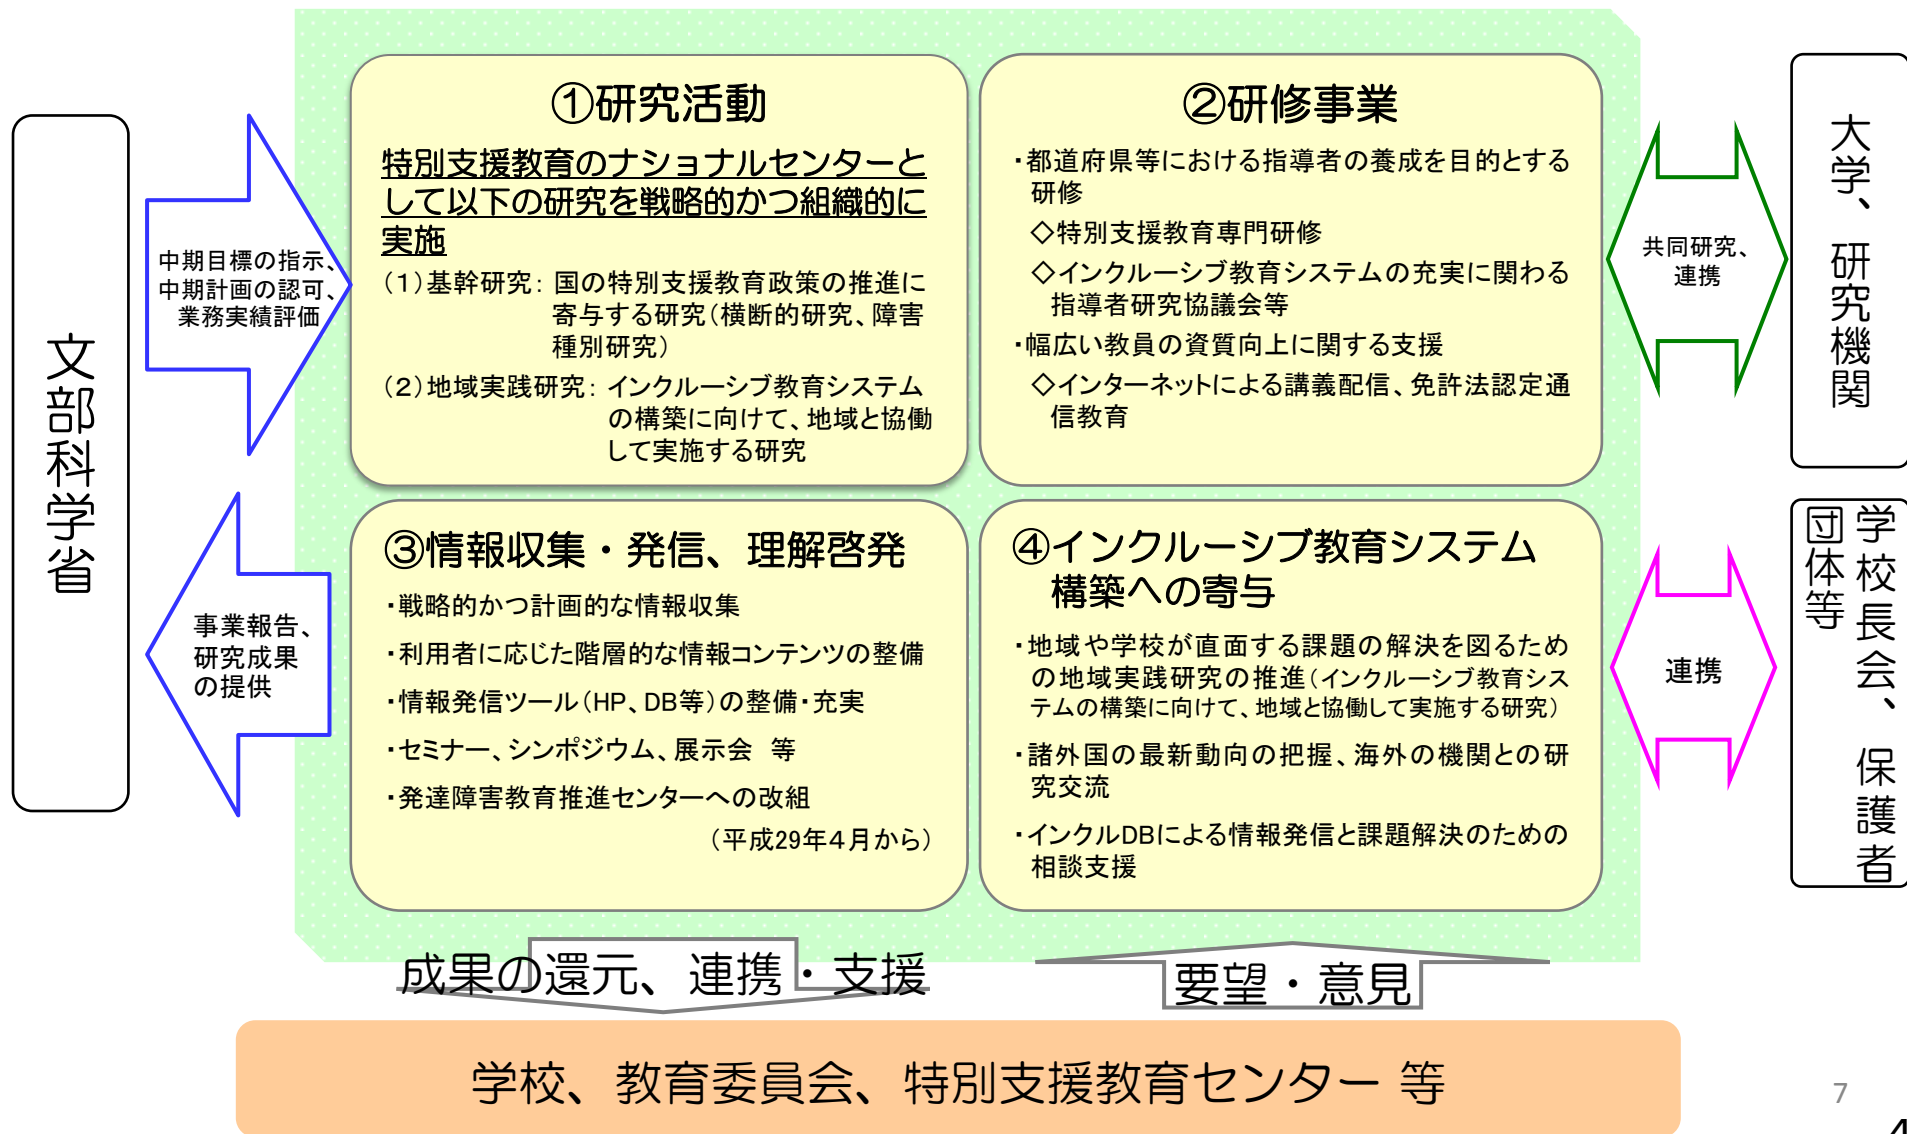 文部科学省
中期目標の指示、
中期計画の認可、
業務実績評価
事業報告、
研究成果
の提供
①研究活動
特別支援教育のナショナルセンターと
して以下の研究を戦略的かつ組織的に
実施
(1)基幹研究： 国の特別支援教育政策の推進に
寄与する研究(横断的研究、障害
種別研究)
(2)地域実践研究： インクルーシブ教育システム
の構築に向けて、地域と協働
して実施する研究
②研修事業
・都道府県等における指導者の養成を目的とする
研修
◇特別支援教育専門研修
◇インクルーシブ教育システムの充実に関わる
指導者研究協議会等
・幅広い教員の資質向上に関する支援
◇インターネットによる講義配信、免許法認定通
信教育
③情報収集・発信、理解啓発
・戦略的かつ計画的な情報収集
・利用者に応じた階層的な情報コンテンツの整備
・情報発信ツール(HP、DB等)の整備・充実
・セミナー、シンポジウム、展示会　等
・発達障害教育推進センターへの改組
(平成29年4月から)
④インクルーシブ教育システム
構築への寄与
・地域や学校が直面する課題の解決を図るため
の地域実践研究の推進(インクルーシブ教育シス
テムの構築に向けて、地域と協働して実施する研究)
・諸外国の最新動向の把握、海外の機関との研
究交流
・インクルDBによる情報発信と課題解決のための
相談支援
共同研究、
連携
大学、研究機関
連携
学校長会、保護者
団体等
成果の還元、連携・支援
要望・意見
学校、教育委員会、特別支援教育センター 等
7